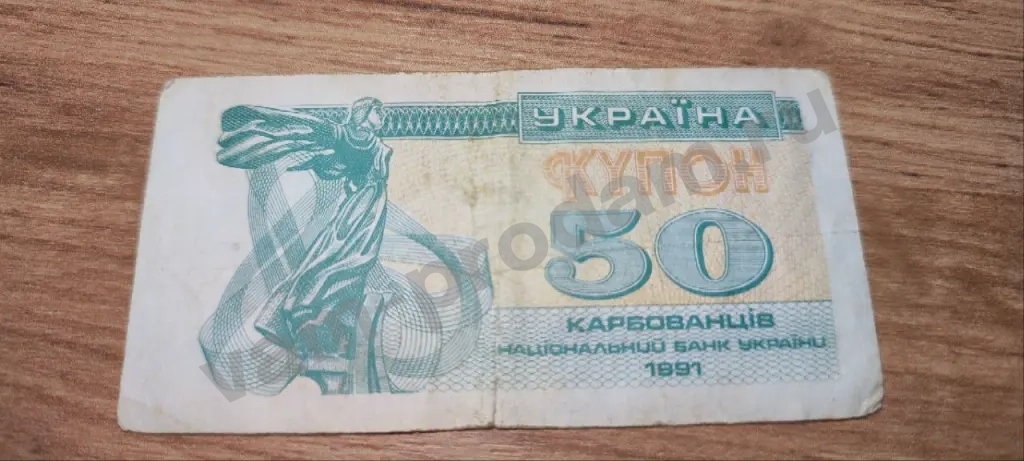 УКРАЇНА
КУПОН
50
КАРБОВАНЦІВ
НАЦІОНАЛЬНИЙ БАНК УКРАЇНИ
1991